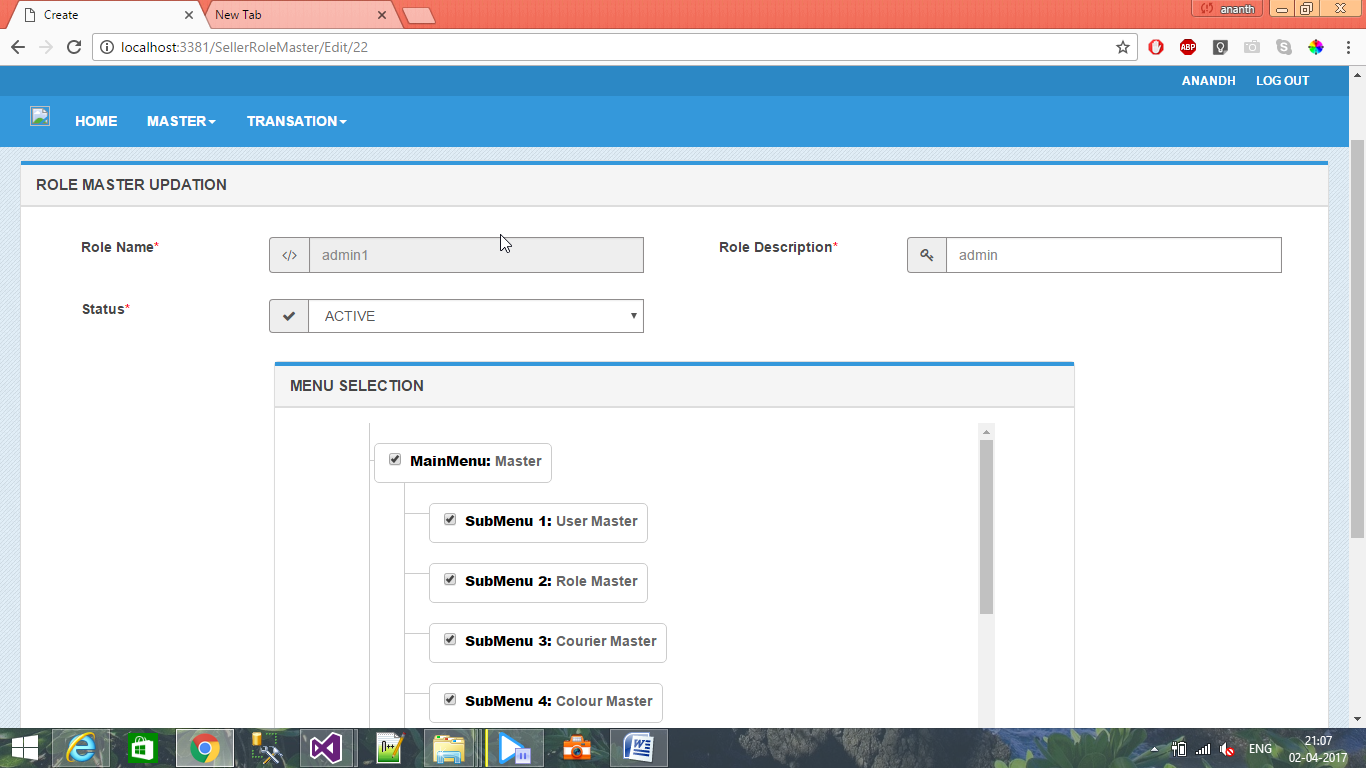 Create
New Tab
ananth
localhost:3381/SellerRoleMaster/Edit/22
ABP
ANANDH LOG OUT
HOME MASTER TRANSATION
ROLE MASTER UPDATION
Role Name* </> admin1 Role Description* admin
Status* ACTIVE
MENU SELECTION
MainMenu: Master
SubMenu 1: User Master
SubMenu 2: Role Master
SubMenu 3: Courier Master
SubMenu 4: Colour Master
ENG
21:07
02-04-2017